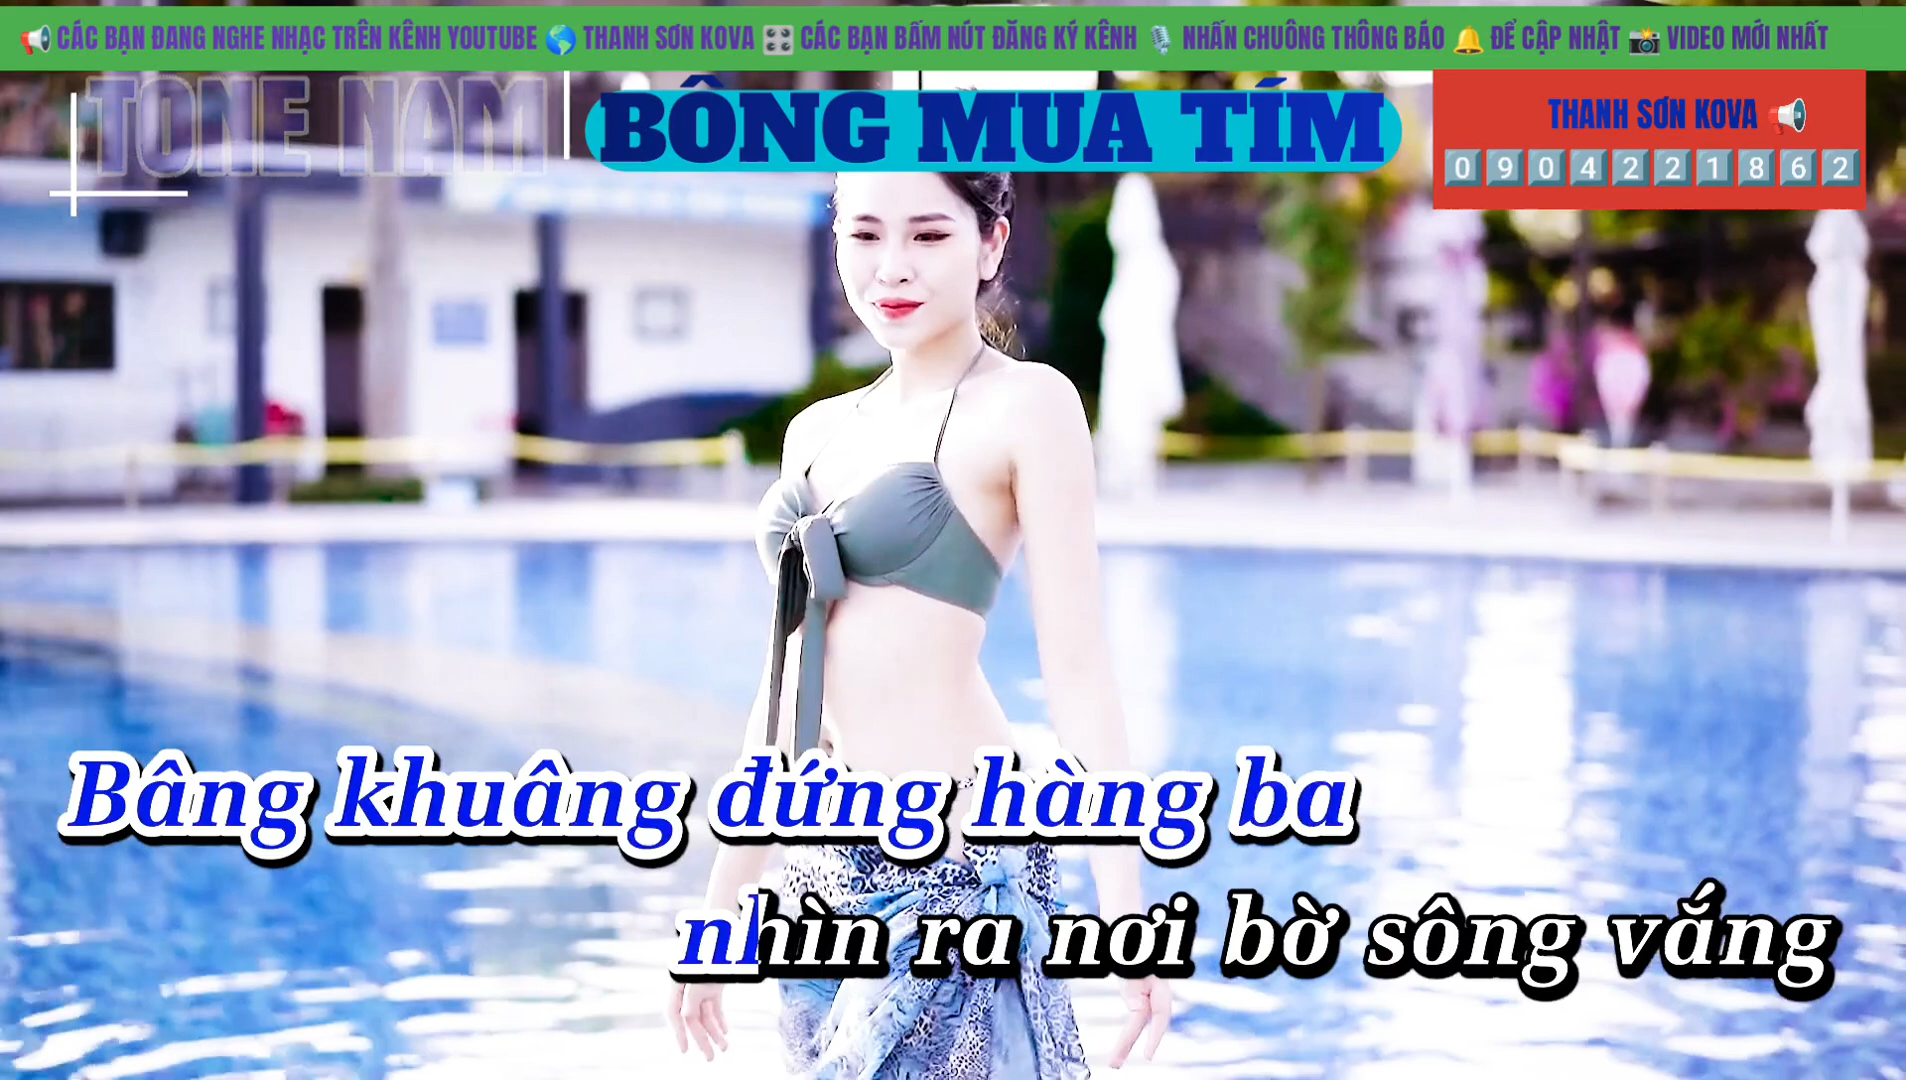 📢 CÁC BẠN ĐANG NGHE NHẠC TRÊN KÊNH YOUTUBE 🌎 THANH SƠN KOVA 🎛️ CÁC BẠN BẤM NÚT ĐĂNG KÝ KÊNH 🎙️ NHẤN CHUÔNG THÔNG BÁO 🔔 ĐỂ CẬP NHẬT 📸 VIDEO MỚI NHẤT
TONE NAM
BÔNG MUA TÍM
THANH SƠN KOVA 📢
0904221862
Bâng khuâng đứng hàng ba
nhìn ra nơi bờ sông vắng